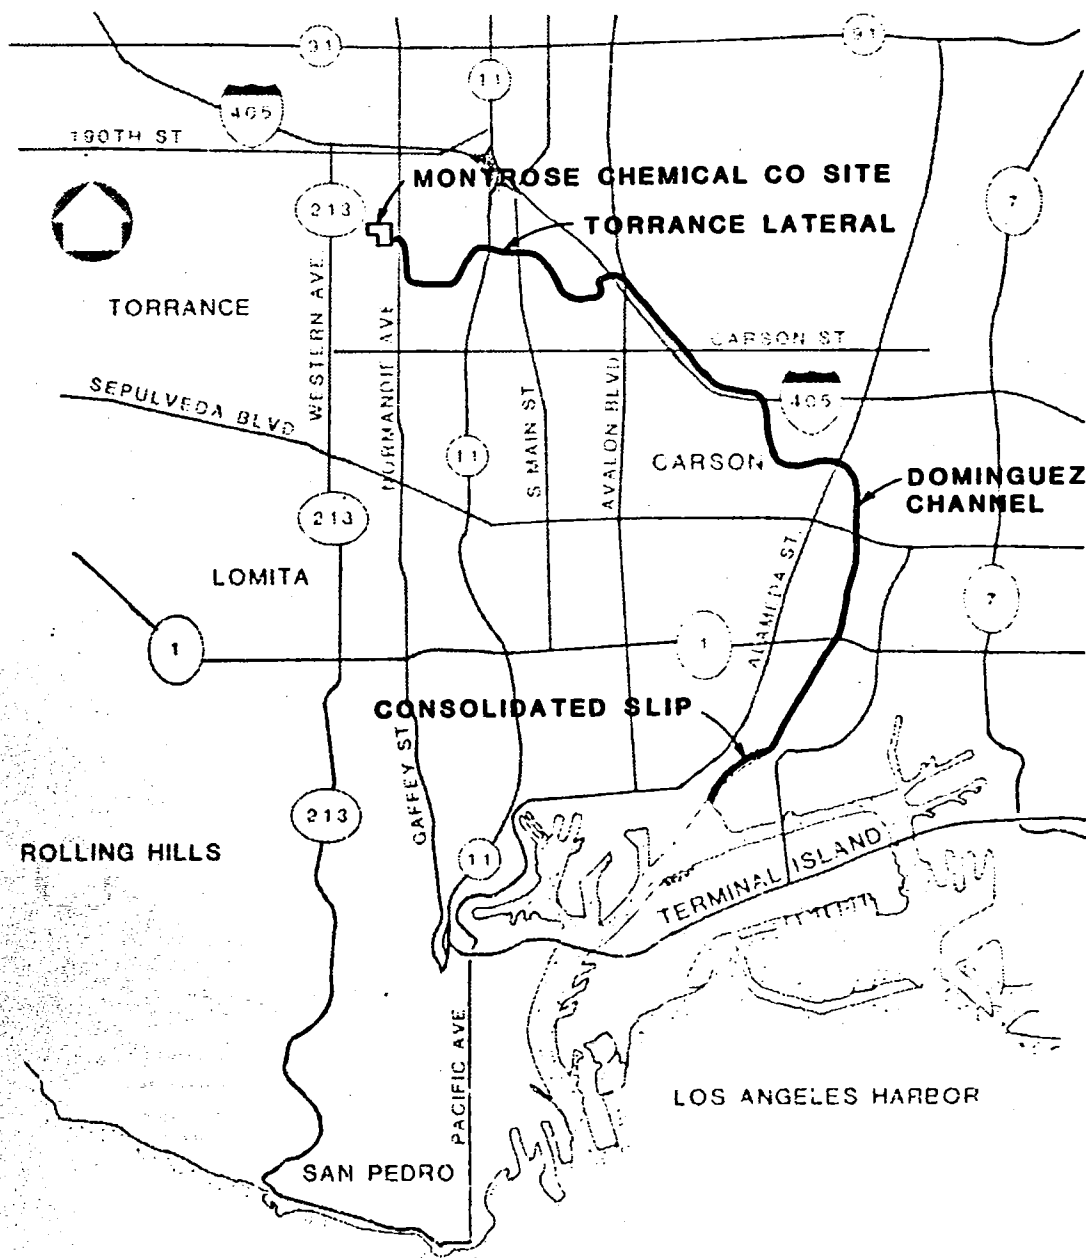 91
91
11
405
190TH ST
MONTROSE CHEMICAL CO SITE
213
7
TORRANCE LATERAL
TORRANCE
WESTERN AVE
NORMANDIE AVE
CARSON ST
SEPULVEDA BLVD
405
11
S MAIN ST
AVALON BLVD
CARSON
DOMINGUEZ
CHANNEL
213
LOMITA
ALAMEDA ST.
7
1
1
CONSOLIDATED SLIP
GAFFEY ST
213
ROLLING HILLS
11
TERMINAL ISLAND
PACIFIC AVE
LOS ANGELES HARBOR
SAN PEDRO